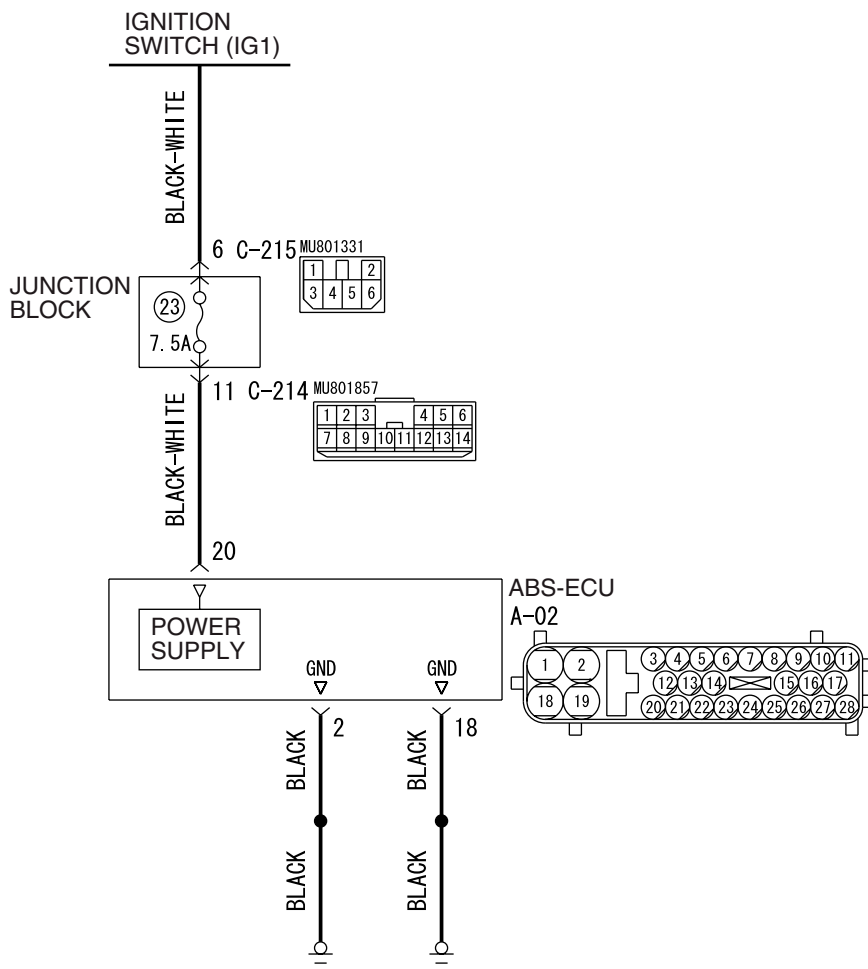 IGNITION
SWITCH (IG1)
BLACK-WHITE
6 C-215 MU801331
1 2
3 4 5 6
JUNCTION
BLOCK
23
7.5A
11 C-214 MU801857
1 2 3 4 5 6
7 8 9 10 11 12 13 14
BLACK-WHITE
20
ABS-ECU
A-02
POWER
SUPPLY
GND GND
1 2 3 4 5 6 7 8 9 10 11
12 13 14 15 16 17
18 19 20 21 22 23 24 25 26 27 28
2 18
BLACK BLACK
BLACK BLACK